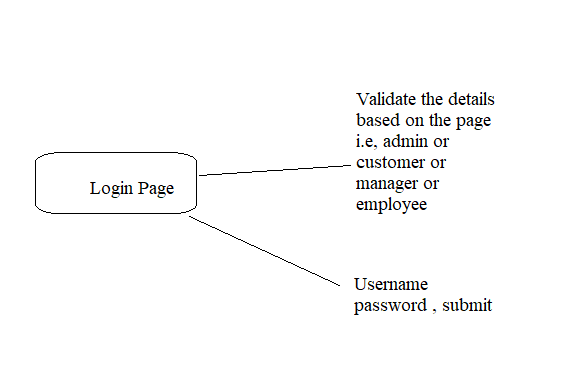 Login Page
Validate the details
based on the page
i.e, admin or
customer or
manager or
employee
Username
password , submit